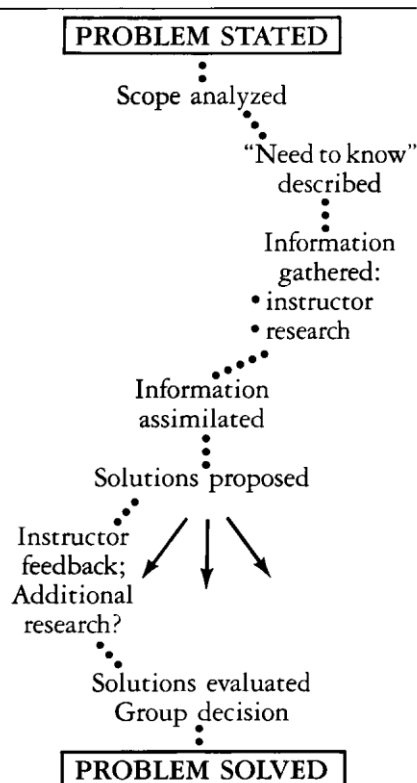 PROBLEM STATED
Scope analyzed
“Need to know”
described
Information
gathered:
• instructor
• research
Information
assimilated
Solutions proposed
Instructor
feedback;
Additional
research?
Solutions evaluated
Group decision
PROBLEM SOLVED